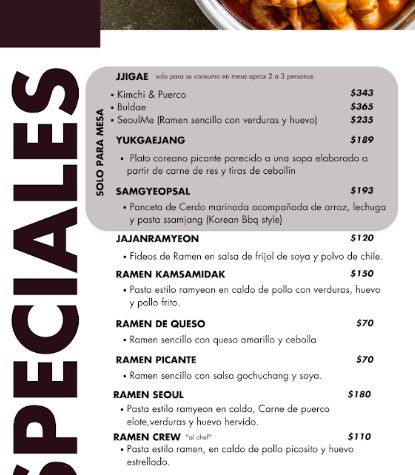 ESPECIALES
SOLO PARA MESA
JJIGAE solo para su consumo en mesa aprox 2 a 3 personas
• Kimchi & Puerco $343
• Buldae $365
• SeoulMe (Ramen sencillo con verduras y huevo) $235
YUKGAEJANG $189
• Plato coreano picante parecido a una sopa elaborado a
partir de carne de res y tiras de cebollín
SAMGYEOPSAL $193
• Panceta de Cerdo marinada acompañada de arroz, lechuga
y pasta ssamjang (Korean Bbq style)
JAJANRAMYEON $120
• Fideos de Ramen en salsa de frijol de soya y polvo de chile.
RAMEN KAMSAMIDAK $150
• Pasta estilo ramyeon en caldo de pollo con verduras, huevo
y pollo frito.
RAMEN DE QUESO $70
• Ramen sencillo con queso amarillo y cebolla
RAMEN PICANTE $70
• Ramen sencillo con salsa gochuchang y soya.
RAMEN SEOUL $180
• Pasta estilo ramyeon en caldo, Carne de puerco
elote,verduras y huevo hervido.
RAMEN CREW "al chef" $110
• Pasta estilo ramen, en caldo de pollo picosito y huevo
estrellado.